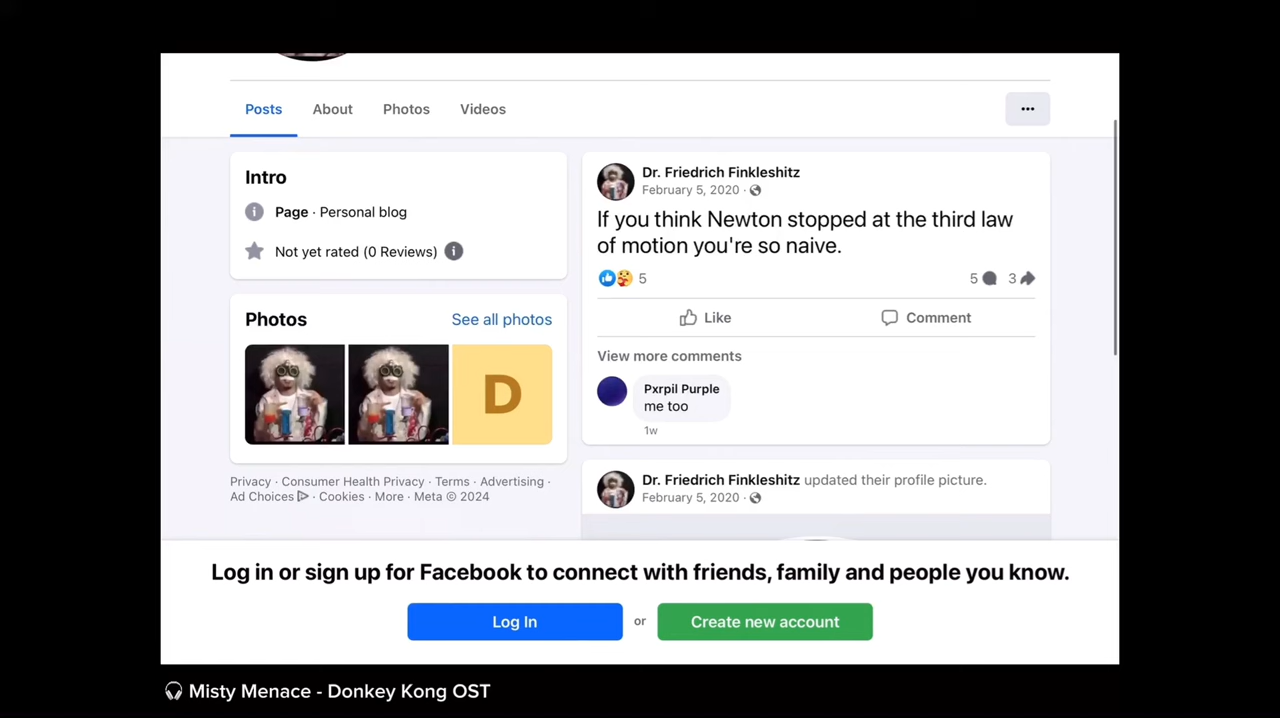 Posts About Photos Videos
Intro
Page · Personal blog
Not yet rated (0 Reviews)
Photos
See all photos
D
Privacy · Consumer Health Privacy · Terms · Advertising ·
Ad Choices · Cookies · More · Meta © 2024
Dr. Friedrich Finkleshitz
February 5, 2020 ·
If you think Newton stopped at the third law
of motion you're so naive.
5
5 3
Like Comment
View more comments
Pxrpil Purple
me too
1w
Dr. Friedrich Finkleshitz updated their profile picture.
February 5, 2020 ·
Log in or sign up for Facebook to connect with friends, family and people you know.
Log In or Create new account
Misty Menace - Donkey Kong OST